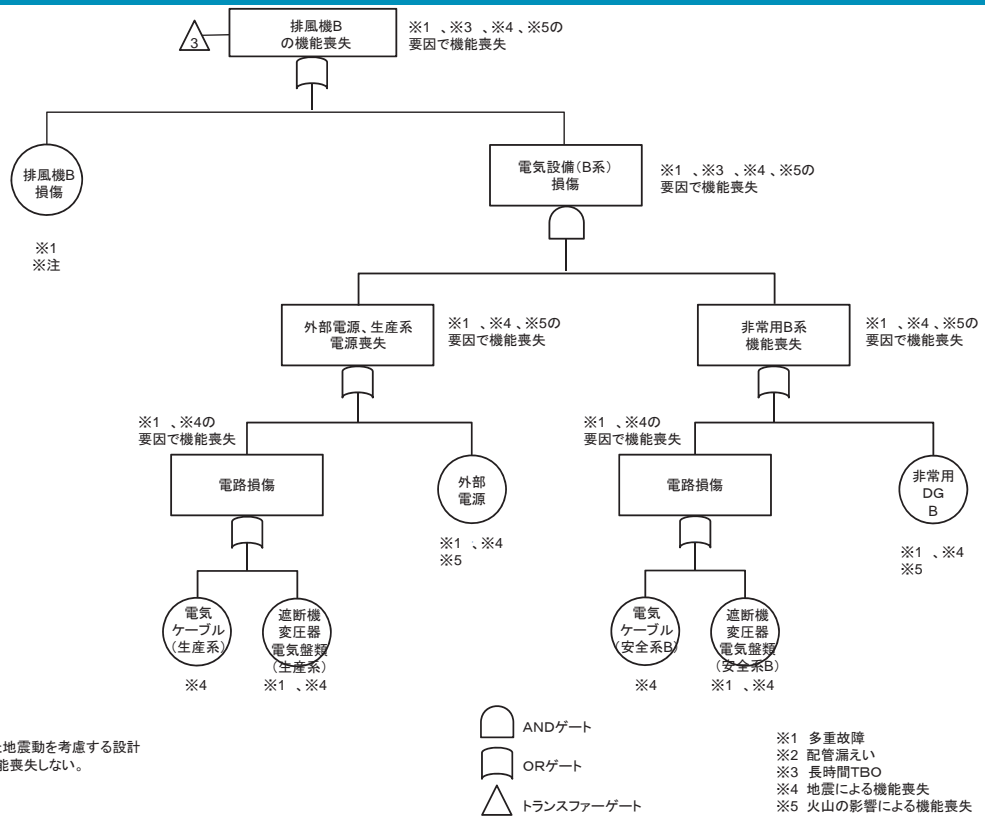 排風機B
の機能喪失
※1 、※3 、※4 、※5の
要因で機能喪失
3
排風機B
損傷
※1
※注
電気設備（B系）
損傷
※1 、※3 、※4 、※5の
要因で機能喪失
外部電源、生産系
電源喪失
※1 、※4 、※5の
要因で機能喪失
非常用B系
機能喪失
※1 、※4 、※5の
要因で機能喪失
※1 、※4の
要因で機能喪失
電路損傷
外部
電源
※1 、※4
※5
※1 、※4の
要因で機能喪失
電路損傷
非常用
DG
B
※1 、※4
※5
電気
ケーブル
（生産系）
※4
遮断機
変圧器
電気盤類
（生産系）
※1 、※4
電気
ケーブル
（安全系B）
※4
遮断機
変圧器
電気盤類
（安全系B）
※1 、※4
地震動を考慮する設計
能喪失しない。
ANDゲート
ORゲート
トランスファーゲート
※1 多重故障
※2 配管漏えい
※3 長時間TBO
※4 地震による機能喪失
※5 火山の影響による機能喪失